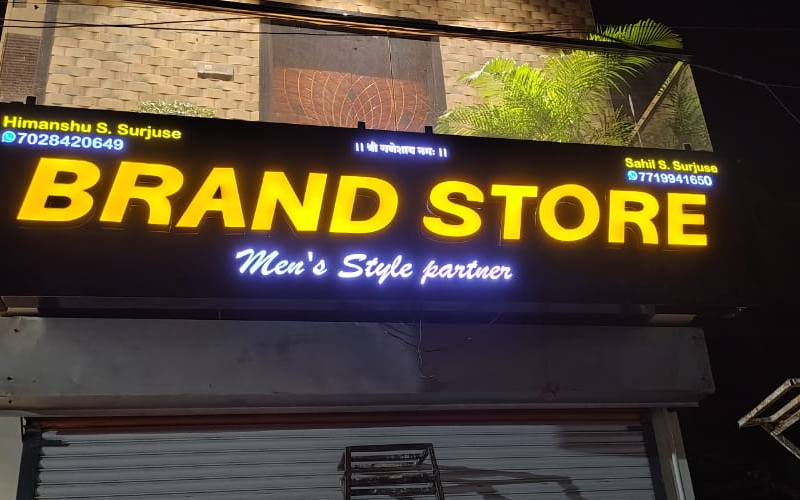 Himanshu S. Surjuse
7028420649
|| श्री गणेशाय नमः ||
Sahil S. Surjuse
7719941650
BRAND STORE
Men's Style partner